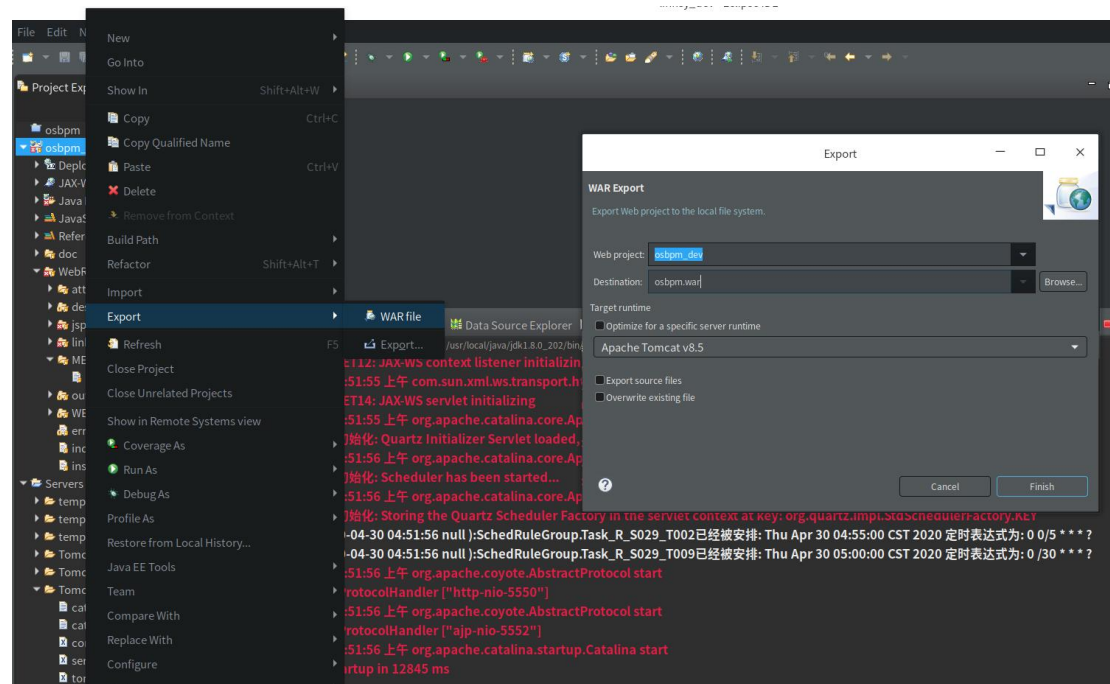 File Edit N
Project Exp
osbpm
osbpm_
Deplo
JAX-W
Java
JavaS
Refer
doc
WebR
att
de
jsp
lin
ME
ou
WE
err
ind
ins
Servers
temp
temp
temp
Tomc
Tomc
Tomc
cat
cat
co
ser
tor
New
Go Into
Show In Shift+Alt+W
Copy Ctrl+C
Copy Qualified Name
Paste Ctrl+V
Delete
Remove from Context
Build Path
Refactor Shift+Alt+T
Import
Export
Refresh F5
Close Project
Close Unrelated Projects
Show in Remote Systems view
Coverage As
Run As
Debug As
Profile As
Restore from Local History...
Java EE Tools
Team
Compare With
Replace With
Configure
WAR file
Export...
Data Source Explorer
/usr/local/java/jdk1.8.0_202/bin
ET12: JAX-WS context listener initializin
:51:55 上午 com.sun.xml.ws.transport.h
ET14: JAX-WS servlet initializing
:51:55 上午 org.apache.catalina.core.Ap
初始化: Quartz Initializer Servlet loaded,
:51:56 上午 org.apache.catalina.core.Ap
初始化: Scheduler has been started...
:51:56 上午 org.apache.catalina.core.Ap
初始化: Storing the Quartz Scheduler Factory in the servlet context at key: org.quartz.impl.StdSchedulerFactory.KEY
-04-30 04:51:56 null ):SchedRuleGroup.Task_R_S029_T002已经被安排: Thu Apr 30 04:55:00 CST 2020 定时表达式为: 0 0/5 * * * ?
-04-30 04:51:56 null ):SchedRuleGroup.Task_R_S029_T009已经被安排: Thu Apr 30 05:00:00 CST 2020 定时表达式为: 0 /30 * * * ?
:51:56 上午 org.apache.coyote.AbstractProtocol start
rotocolHandler ["http-nio-5550"]
:51:56 上午 org.apache.coyote.AbstractProtocol start
rotocolHandler ["ajp-nio-5552"]
:51:56 上午 org.apache.catalina.startup.Catalina start
rtup in 12845 ms
Export
WAR Export
Export Web project to the local file system.
Web project: osbpm_dev
Destination: osbpm.war
Browse...
Target runtime
Optimize for a specific server runtime
Apache Tomcat v8.5
Export source files
Overwrite existing file
Cancel Finish